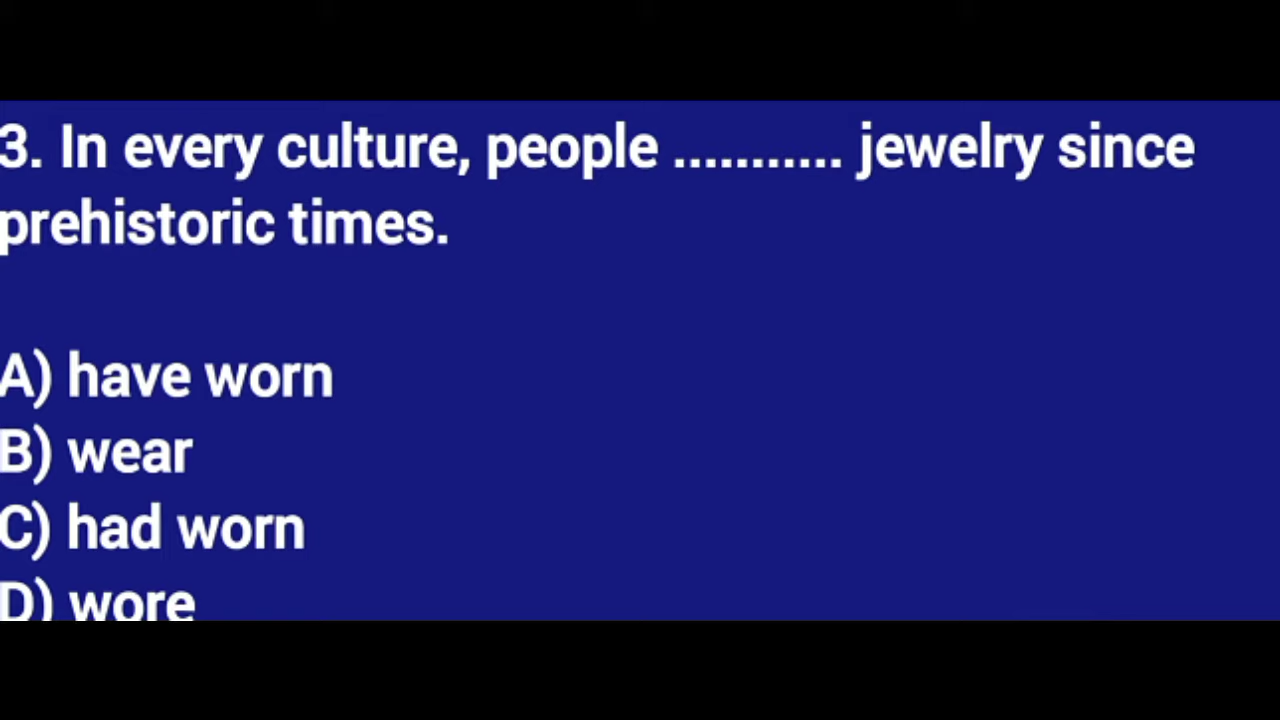 3. In every culture, people ........... jewelry since
prehistoric times.
A) have worn
B) wear
C) had worn
D) wore